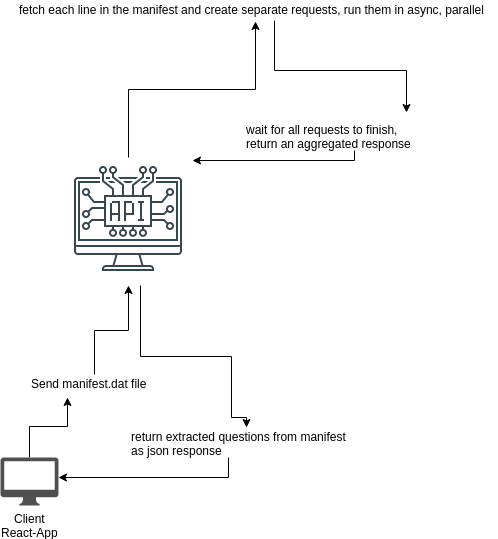 fetch each line in the manifest and create separate requests, run them in async, parallel
wait for all requests to finish,
return an aggregated response
API
Send manifest.dat file
return extracted questions from manifest
as json response
Client
React-App